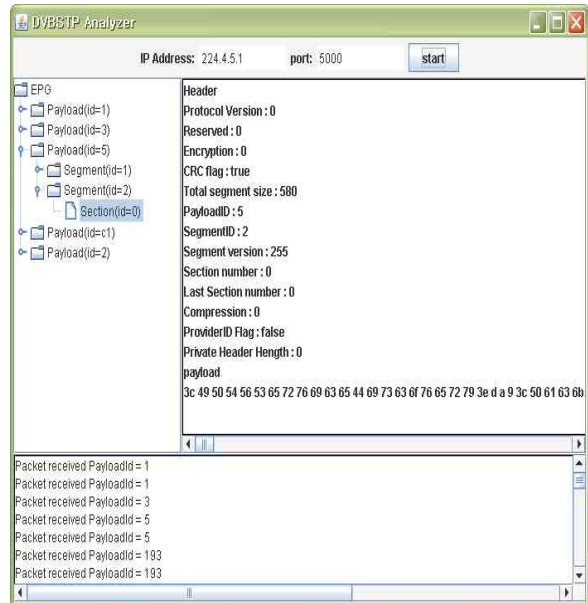 DVBSTP Analyzer
IP Address: 224.4.5.1 port: 5000 start
EPG
Payload(id=1)
Payload(id=3)
Payload(id=5)
Segment(id=1)
Segment(id=2)
Section(id=0)
Payload(id=c1)
Payload(id=2)
Header
Protocol Version : 0
Reserved : 0
Encryption : 0
CRC flag : true
Total segment size : 580
PayloadID : 5
SegmentID : 2
Segment version : 255
Section number : 0
Last Section number : 0
Compression : 0
ProviderID Flag : false
Private Header Hength : 0
payload
3c 49 50 54 56 53 65 72 76 69 63 65 44 69 73 63 6f 76 65 72 79 3e d a 9 3c 50 61 63 6b
Packet received PayloadId = 1
Packet received PayloadId = 1
Packet received PayloadId = 3
Packet received PayloadId = 5
Packet received PayloadId = 5
Packet received PayloadId = 193
Packet received PayloadId = 193